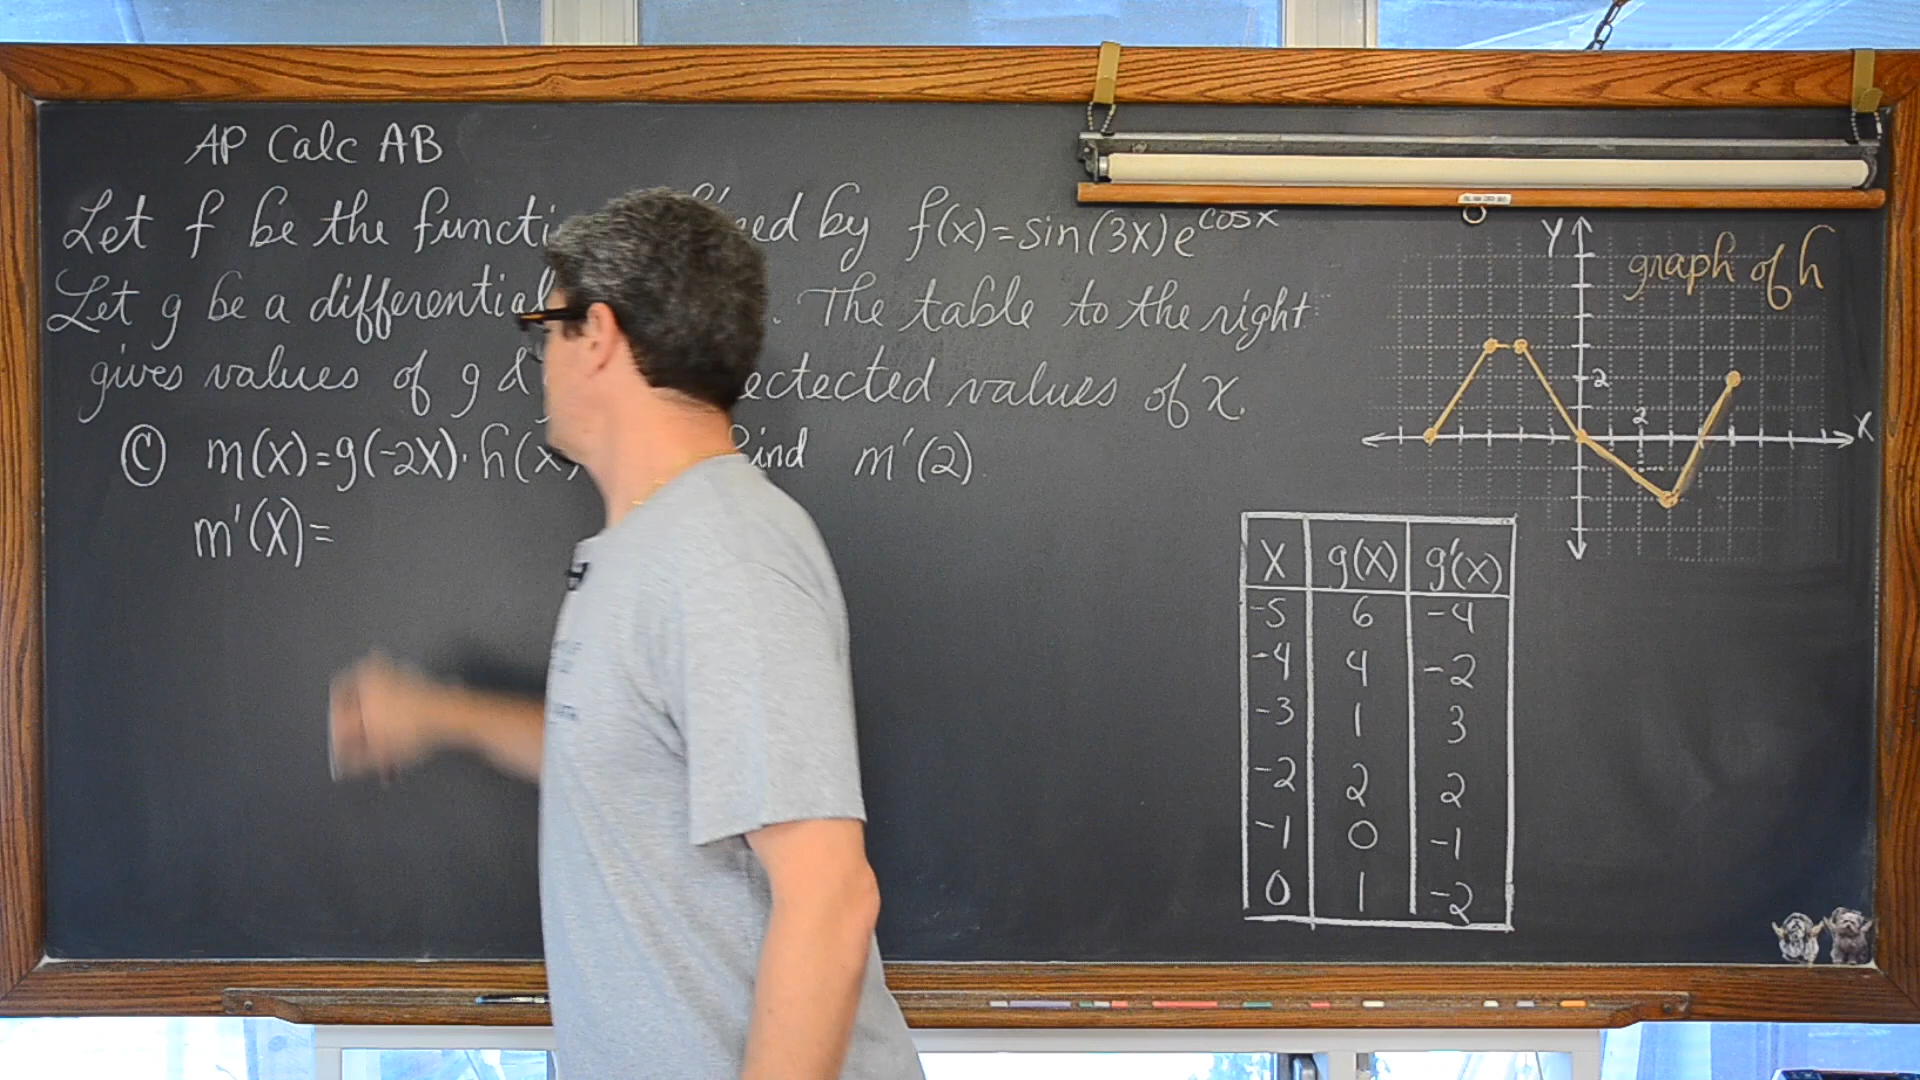 AP Calc AB
Let f be the functi ned by f(x)=sin(3x)e^cosx
Let g be a differential . The table to the right
gives values of g & ectected values of x.
Ⓒ m(x)=g(-2x)·h(x ind m'(2).
m'(x)=
Y
graph of h
2
2
X
X g(x) g'(x)
-5 6 -4
-4 4 -2
-3 1 3
-2 2 2
-1 0 -1
0 1 -2